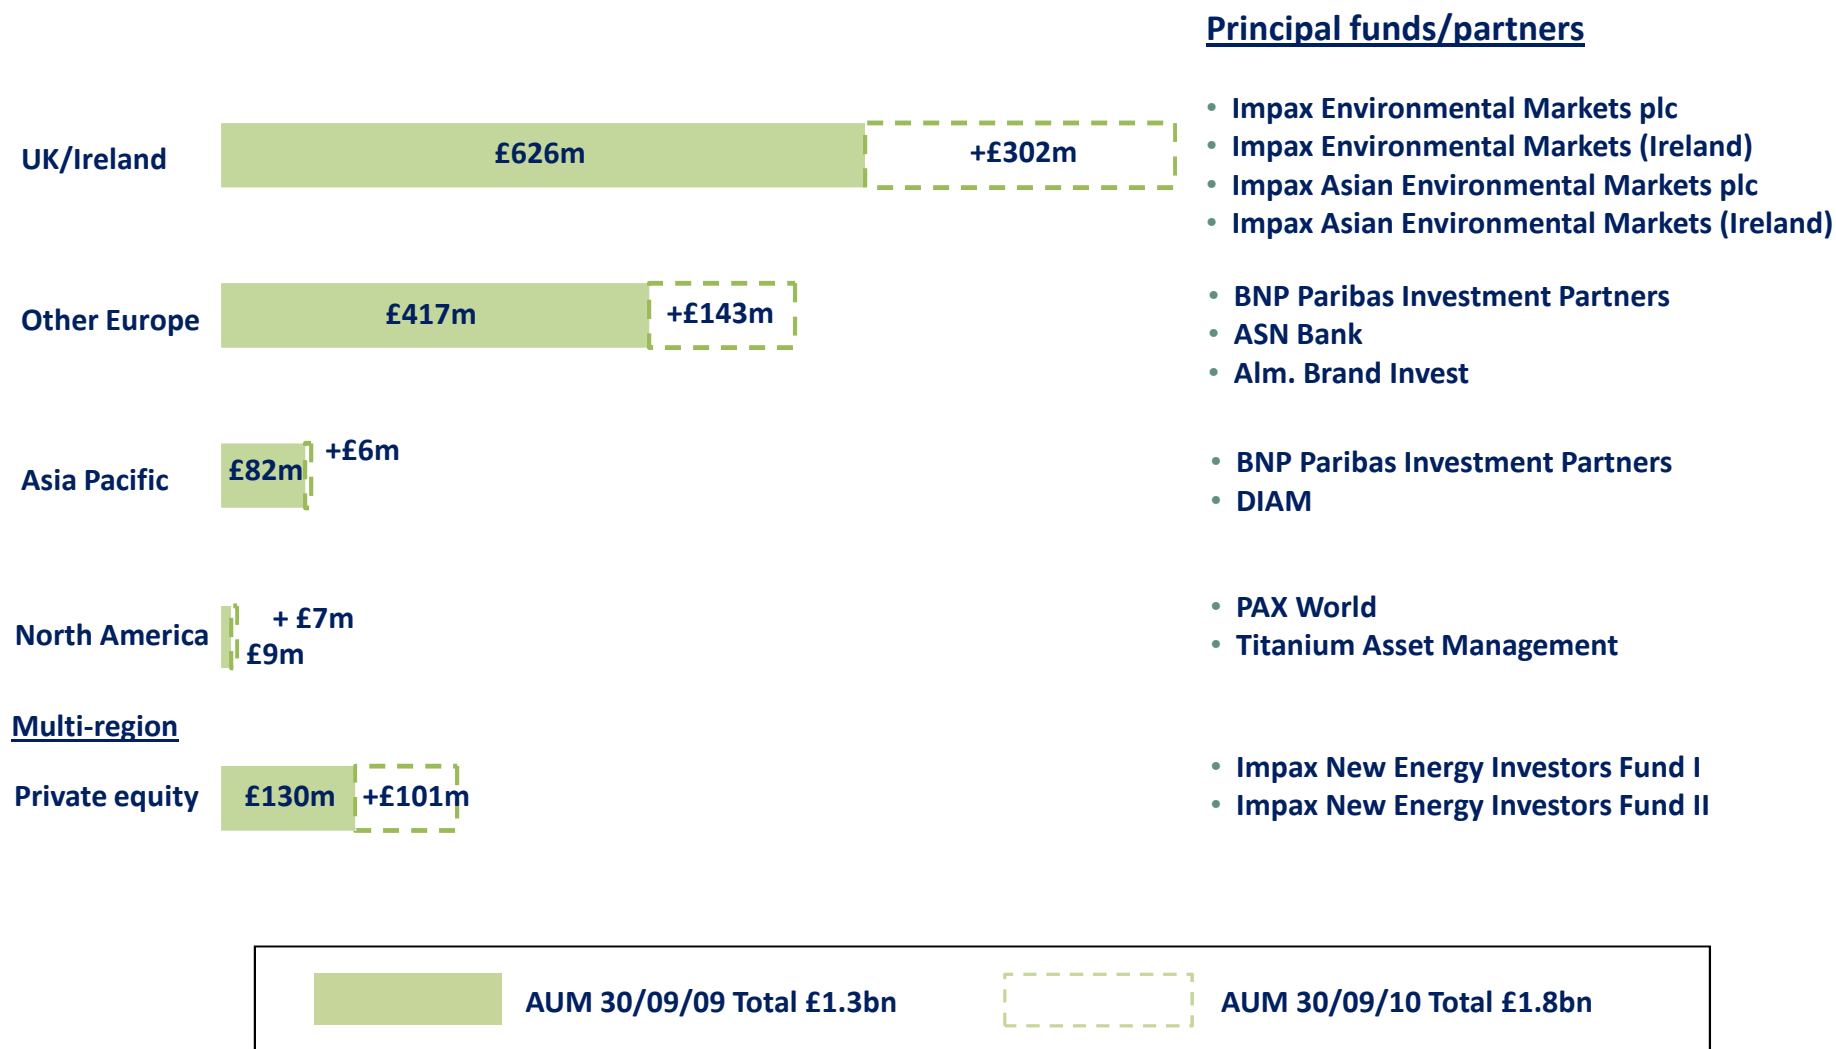 Principal funds/partners
UK/Ireland
£626m
+£302m
• Impax Environmental Markets plc
• Impax Environmental Markets (Ireland)
• Impax Asian Environmental Markets plc
• Impax Asian Environmental Markets (Ireland)
Other Europe
£417m
+£143m
• BNP Paribas Investment Partners
• ASN Bank
• Alm. Brand Invest
Asia Pacific
£82m
+£6m
• BNP Paribas Investment Partners
• DIAM
North America
+ £7m
£9m
• PAX World
• Titanium Asset Management
Multi-region
Private equity
£130m
+£101m
• Impax New Energy Investors Fund I
• Impax New Energy Investors Fund II
AUM 30/09/09 Total £1.3bn
AUM 30/09/10 Total £1.8bn